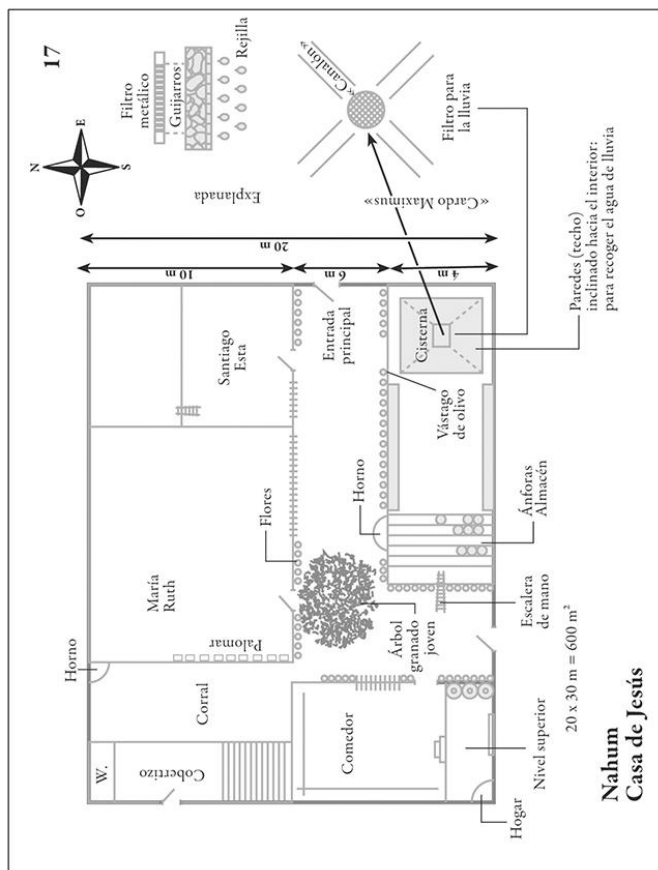 17
N
O
E
S
Filtro
metálico
Guijarros
Rejilla
Explanada
«Cardo Maximus»
«Canalón»
Filtro para
la lluvia
Paredes (techo)
inclinado hacia el interior:
para recoger el agua de lluvia
20 m
10 m
6 m
4 m
Santiago
Esta
Entrada
principal
Cisterna
Vástago
de olivo
Flores
Horno
Ánforas
Almacén
María
Ruth
Palomar
Horno
Árbol
granado
joven
Escalera
de mano
Corral
W.
Cobertizo
Comedor
Nivel superior
Hogar
20 x 30 m = 600 m²
Nahum
Casa de Jesús